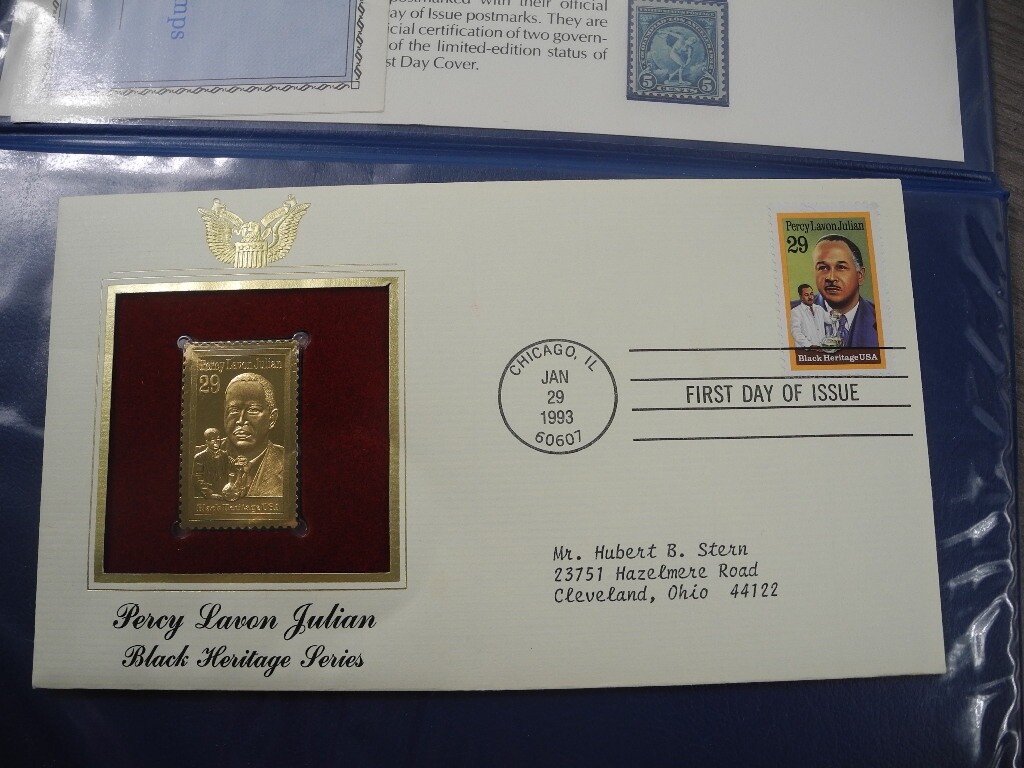 mps
postmarked with their official
ay of Issue postmarks. They are
cial certification of two govern-
of the limited-edition status of
st Day Cover.
5 5
CENTS
Percy Lavon Julian
29
Black Heritage USA
Percy Lavon Julian
29
Black Heritage USA
CHICAGO, IL
JAN
29
1993
60607
FIRST DAY OF ISSUE
Mr. Hubert B. Stern
23751 Hazelmere Road
Cleveland, Ohio 44122
Percy Lavon Julian
Black Heritage Series